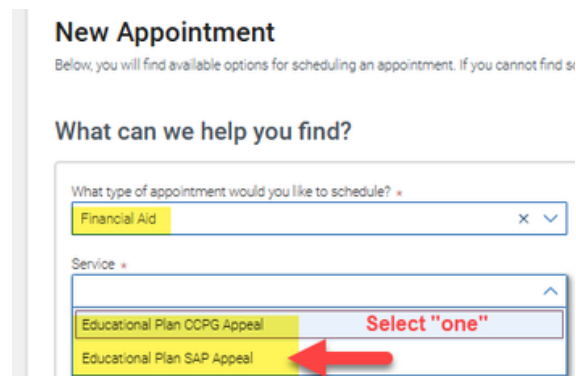 New Appointment
Below, you will find available options for scheduling an appointment. If you cannot find
What can we help you find?
What type of appointment would you like to schedule? *
Financial Aid
Service *
Educational Plan CCPG Appeal Select "one"
Educational Plan SAP Appeal